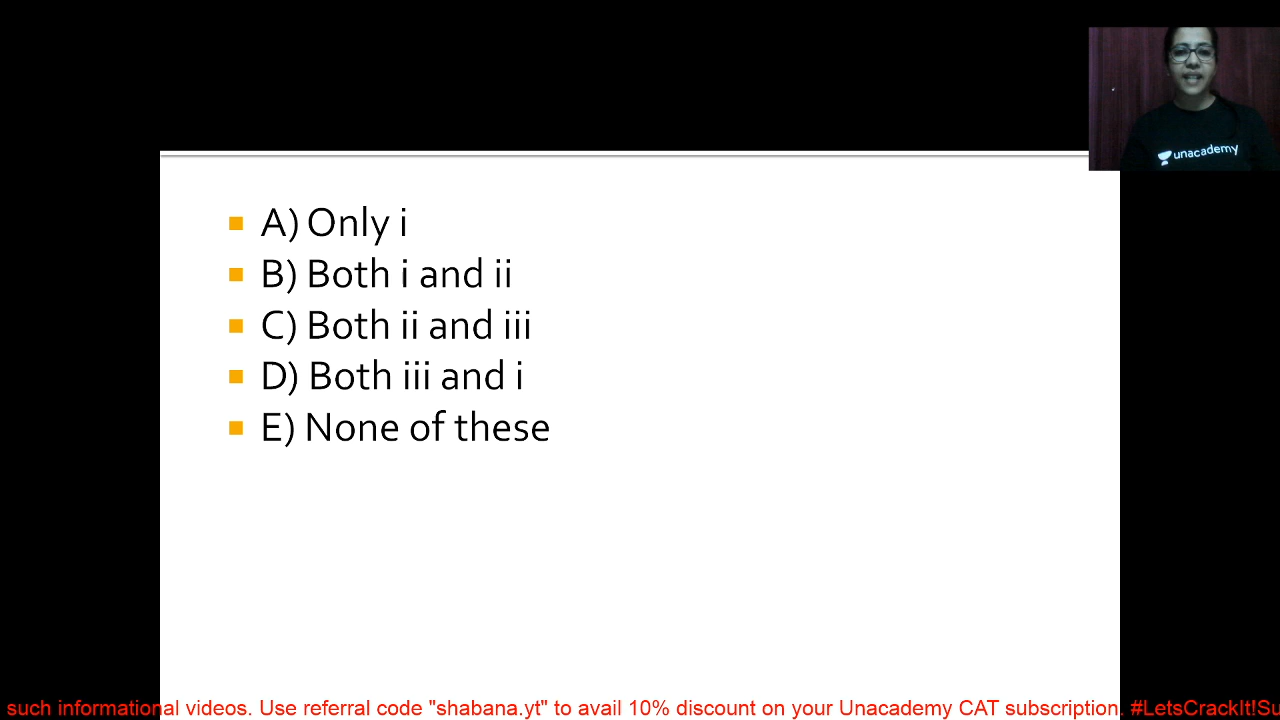 unacademy
A) Only i
B) Both i and ii
C) Both ii and iii
D) Both iii and i
E) None of these
such informational videos. Use referral code "shabana.yt" to avail 10% discount on your Unacademy CAT subscription. #LetsCrackIt!Su